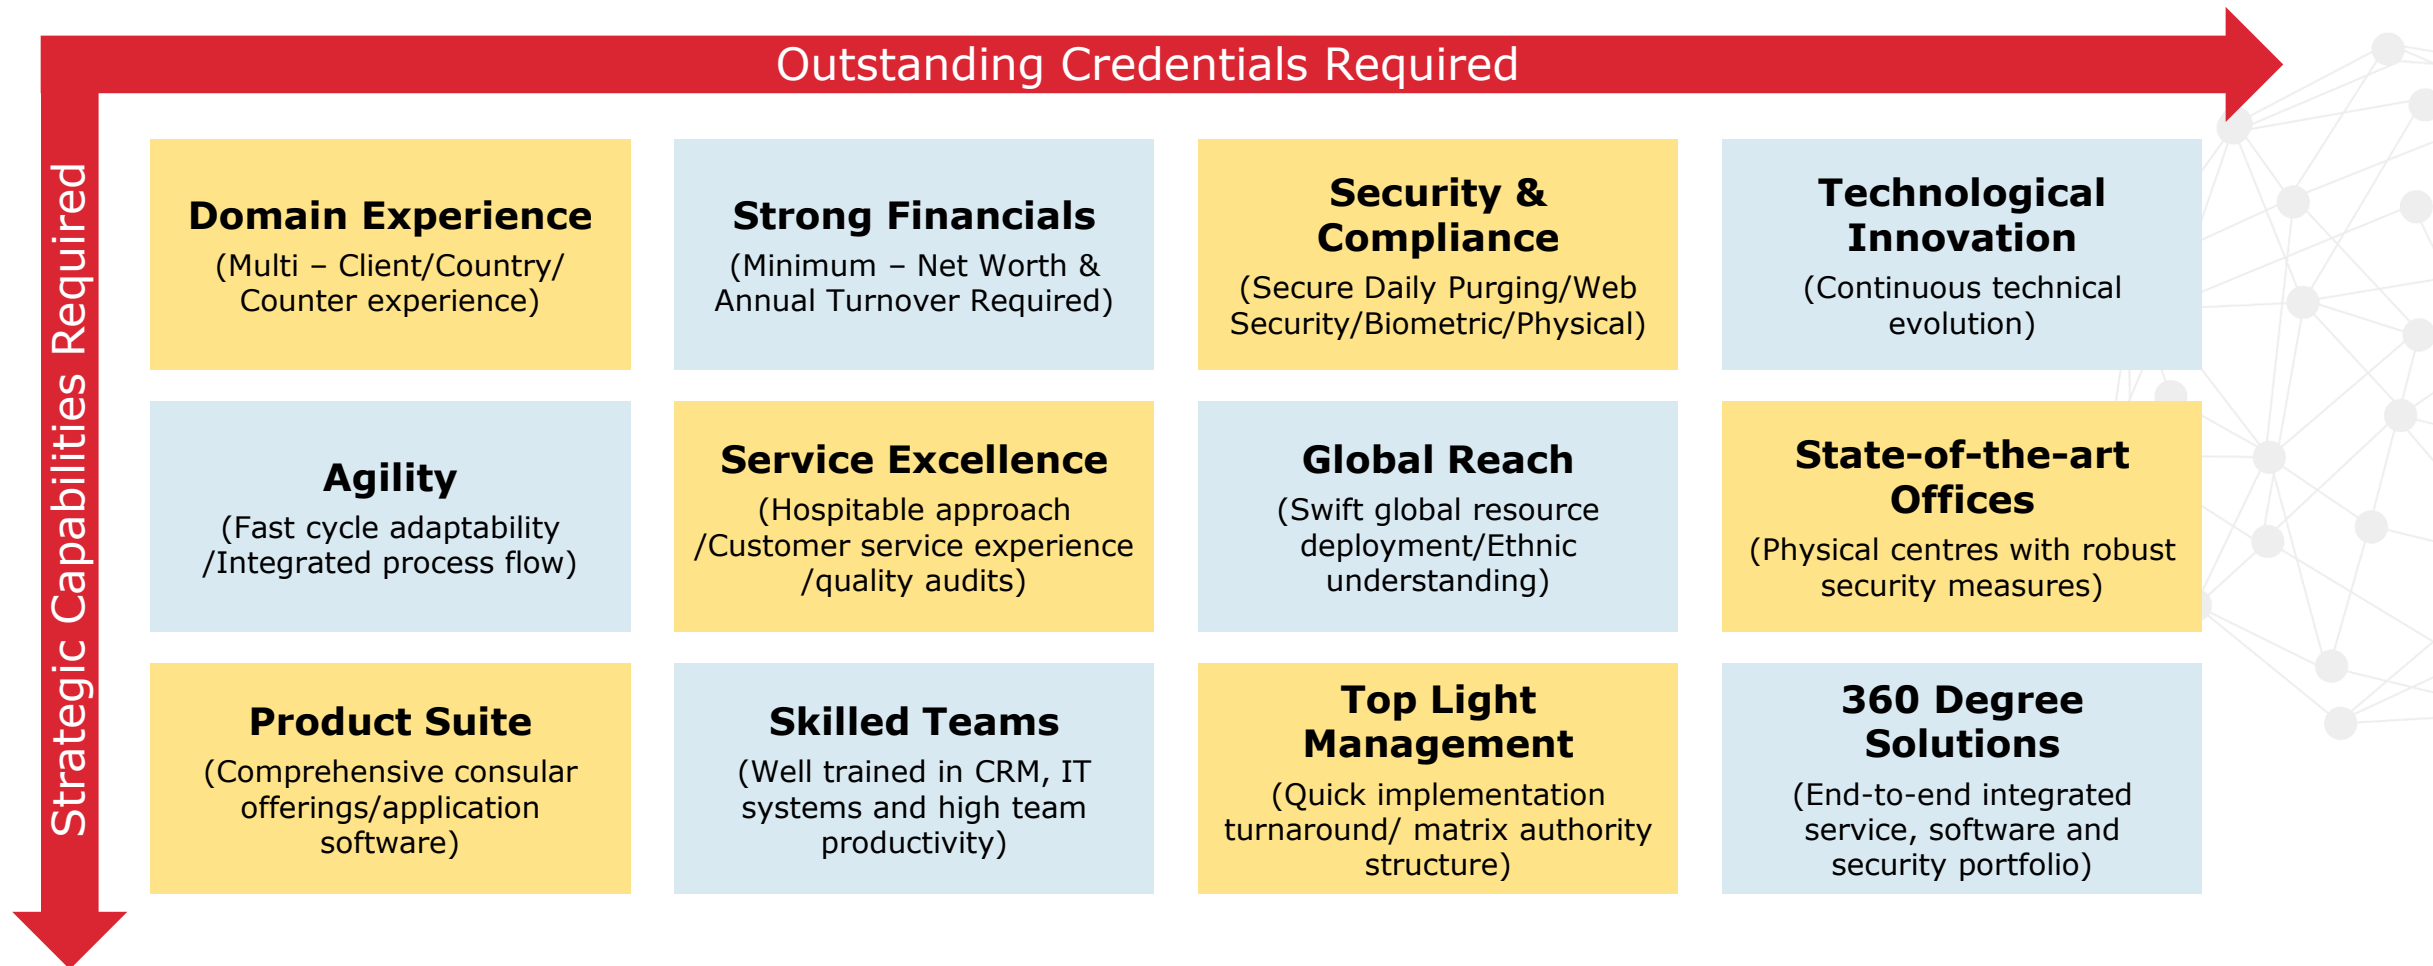 Outstanding Credentials Required
Strategic Capabilities Required
Domain Experience
(Multi – Client/Country/
Counter experience)
Strong Financials
(Minimum – Net Worth &
Annual Turnover Required)
Security &
Compliance
(Secure Daily Purging/Web
Security/Biometric/Physical)
Technological
Innovation
(Continuous technical
evolution)
Agility
(Fast cycle adaptability
/Integrated process flow)
Service Excellence
(Hospitable approach
/Customer service experience
/quality audits)
Global Reach
(Swift global resource
deployment/Ethnic
understanding)
State-of-the-art
Offices
(Physical centres with robust
security measures)
Product Suite
(Comprehensive consular
offerings/application
software)
Skilled Teams
(Well trained in CRM, IT
systems and high team
productivity)
Top Light
Management
(Quick implementation
turnaround/ matrix authority
structure)
360 Degree
Solutions
(End-to-end integrated
service, software and
security portfolio)